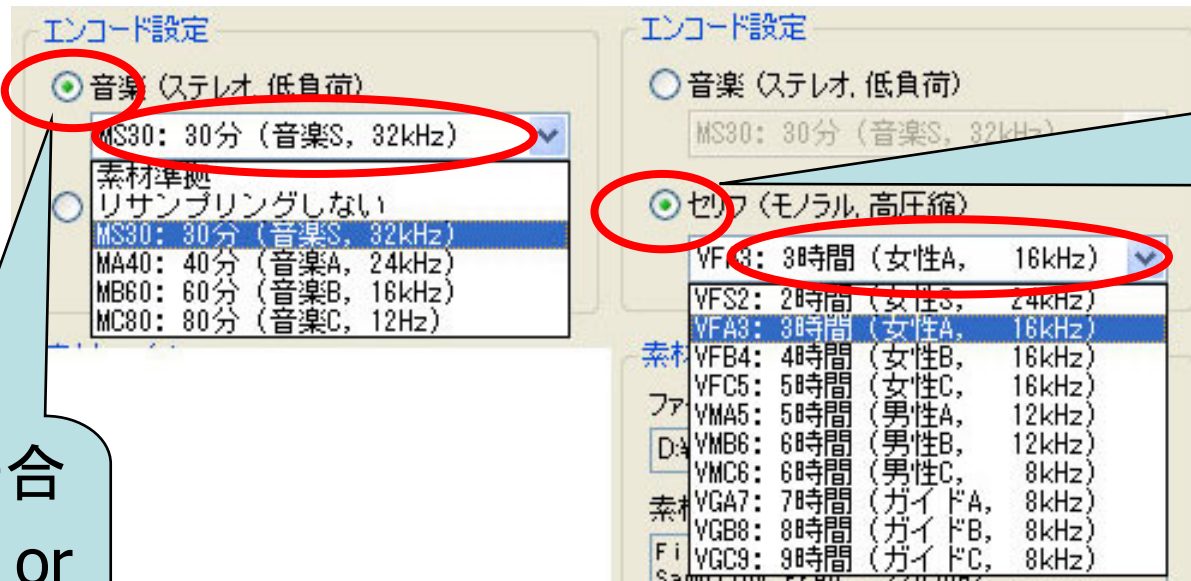 エンコード設定
音楽 (ステレオ, 低負荷)
MS30: 30分 (音楽S, 32kHz)
素材準拠
リサンプリングしない
MS30: 30分 (音楽S, 32kHz)
MA40: 40分 (音楽A, 24kHz)
MB60: 60分 (音楽B, 16kHz)
MC80: 80分 (音楽C, 12Hz)
合
or
エンコード設定
音楽 (ステレオ, 低負荷)
MS30: 30分 (音楽S, 32kHz)
セリフ (モノラル, 高圧縮)
VFA3: 3時間 (女性A, 16kHz)
VFS2: 2時間 (女性S, 24kHz)
VFA3: 3時間 (女性A, 16kHz)
VFB4: 4時間 (女性B, 16kHz)
VFC5: 5時間 (女性C, 16kHz)
VMA5: 5時間 (男性A, 12kHz)
VMB6: 6時間 (男性B, 12kHz)
VMC6: 6時間 (男性C, 8kHz)
VGA7: 7時間 (ガイドA, 8kHz)
VGB8: 8時間 (ガイドB, 8kHz)
VGC9: 9時間 (ガイドC, 8kHz)
素材
ファ
D:¥
素材
Fi